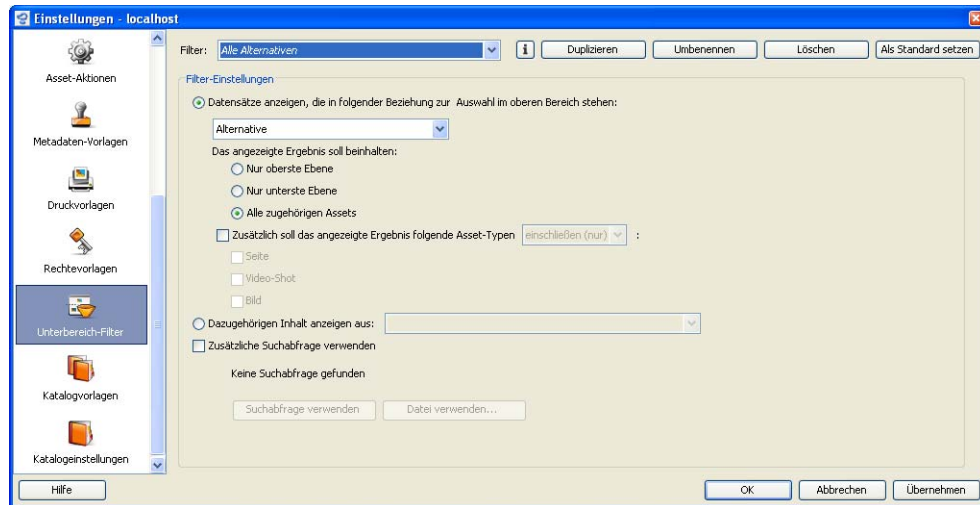 Einstellungen - localhost
Asset-Aktionen
Metadaten-Vorlagen
Druckvorlagen
Rechtevorlagen
Unterbereich-Filter
Katalogvorlagen
Katalogeinstellungen
Filter: Alle Alternativen i Duplizieren Umbenennen Löschen Als Standard setzen
Filter-Einstellungen
Datensätze anzeigen, die in folgender Beziehung zur Auswahl im oberen Bereich stehen:
Alternative
Das angezeigte Ergebnis soll beinhalten:
Nur oberste Ebene
Nur unterste Ebene
Alle zugehörigen Assets
Zusätzlich soll das angezeigte Ergebnis folgende Asset-Typen einschließen (nur) :
Seite
Video-Shot
Bild
Dazugehörigen Inhalt anzeigen aus:
Zusätzliche Suchabfrage verwenden
Keine Suchabfrage gefunden
Suchabfrage verwenden Datei verwenden...
Hilfe OK Abbrechen Übernehmen